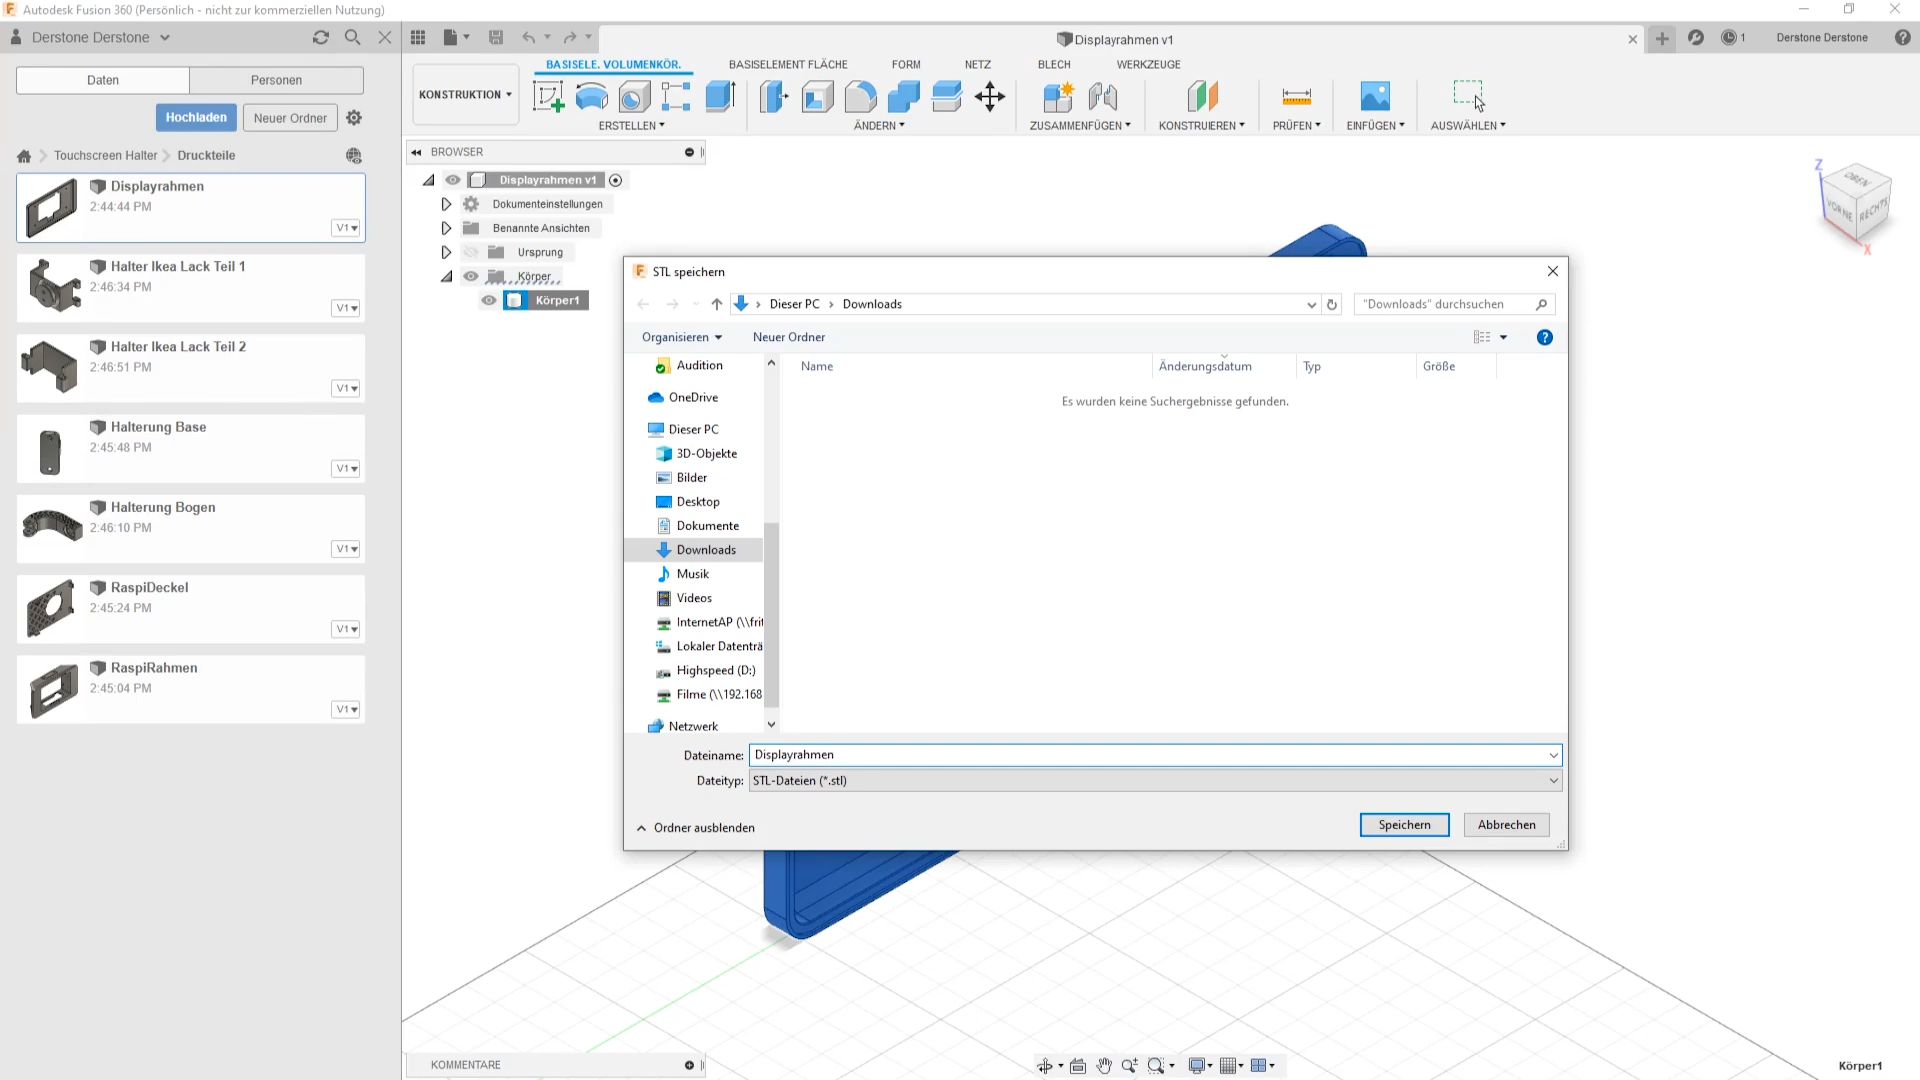 Autodesk Fusion 360 (Persönlich - nicht zur kommerziellen Nutzung)
Derstone Derstone
Displayrahmen v1
1
Derstone Derstone
Daten
Personen
Hochladen
Neuer Ordner
Touchscreen Halter
Druckteile
Displayrahmen
2:44:44 PM
V1
Halter Ikea Lack Teil 1
2:46:34 PM
V1
Halter Ikea Lack Teil 2
2:46:51 PM
V1
Halterung Base
2:45:48 PM
V1
Halterung Bogen
2:46:10 PM
V1
RaspiDeckel
2:45:24 PM
V1
RaspiRahmen
2:45:04 PM
V1
KONSTRUKTION
BASISELE. VOLUMENKÖR.
BASISELEMENT FLÄCHE
FORM
NETZ
BLECH
WERKZEUGE
ERSTELLEN
ÄNDERN
ZUSAMMENFÜGEN
KONSTRUIEREN
PRÜFEN
EINFÜGEN
AUSWÄHLEN
BROWSER
Displayrahmen v1
Dokumenteinstellungen
Benannte Ansichten
Ursprung
Körper
Körper1
Z
OBEN
VORNE
RECHTS
X
STL speichern
Dieser PC
Downloads
"Downloads" durchsuchen
Organisieren
Neuer Ordner
Audition
OneDrive
Dieser PC
3D-Objekte
Bilder
Desktop
Dokumente
Downloads
Musik
Videos
InternetAP (\\frit
Lokaler Datenträ
Highspeed (D:)
Filme (\\192.168
Netzwerk
Name
Änderungsdatum
Typ
Größe
Es wurden keine Suchergebnisse gefunden.
Dateiname: Displayrahmen
Dateityp: STL-Dateien (*.stl)
Ordner ausblenden
Speichern
Abbrechen
KOMMENTARE
Körper1